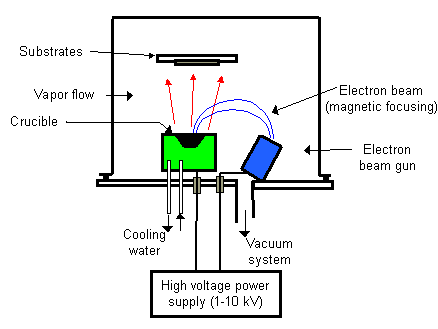 Substrates
Vapor flow
Crucible
Electron beam
(magnetic focusing)
Electron
beam gun
Cooling
water
Vacuum
system
High voltage power
supply (1-10 kV)